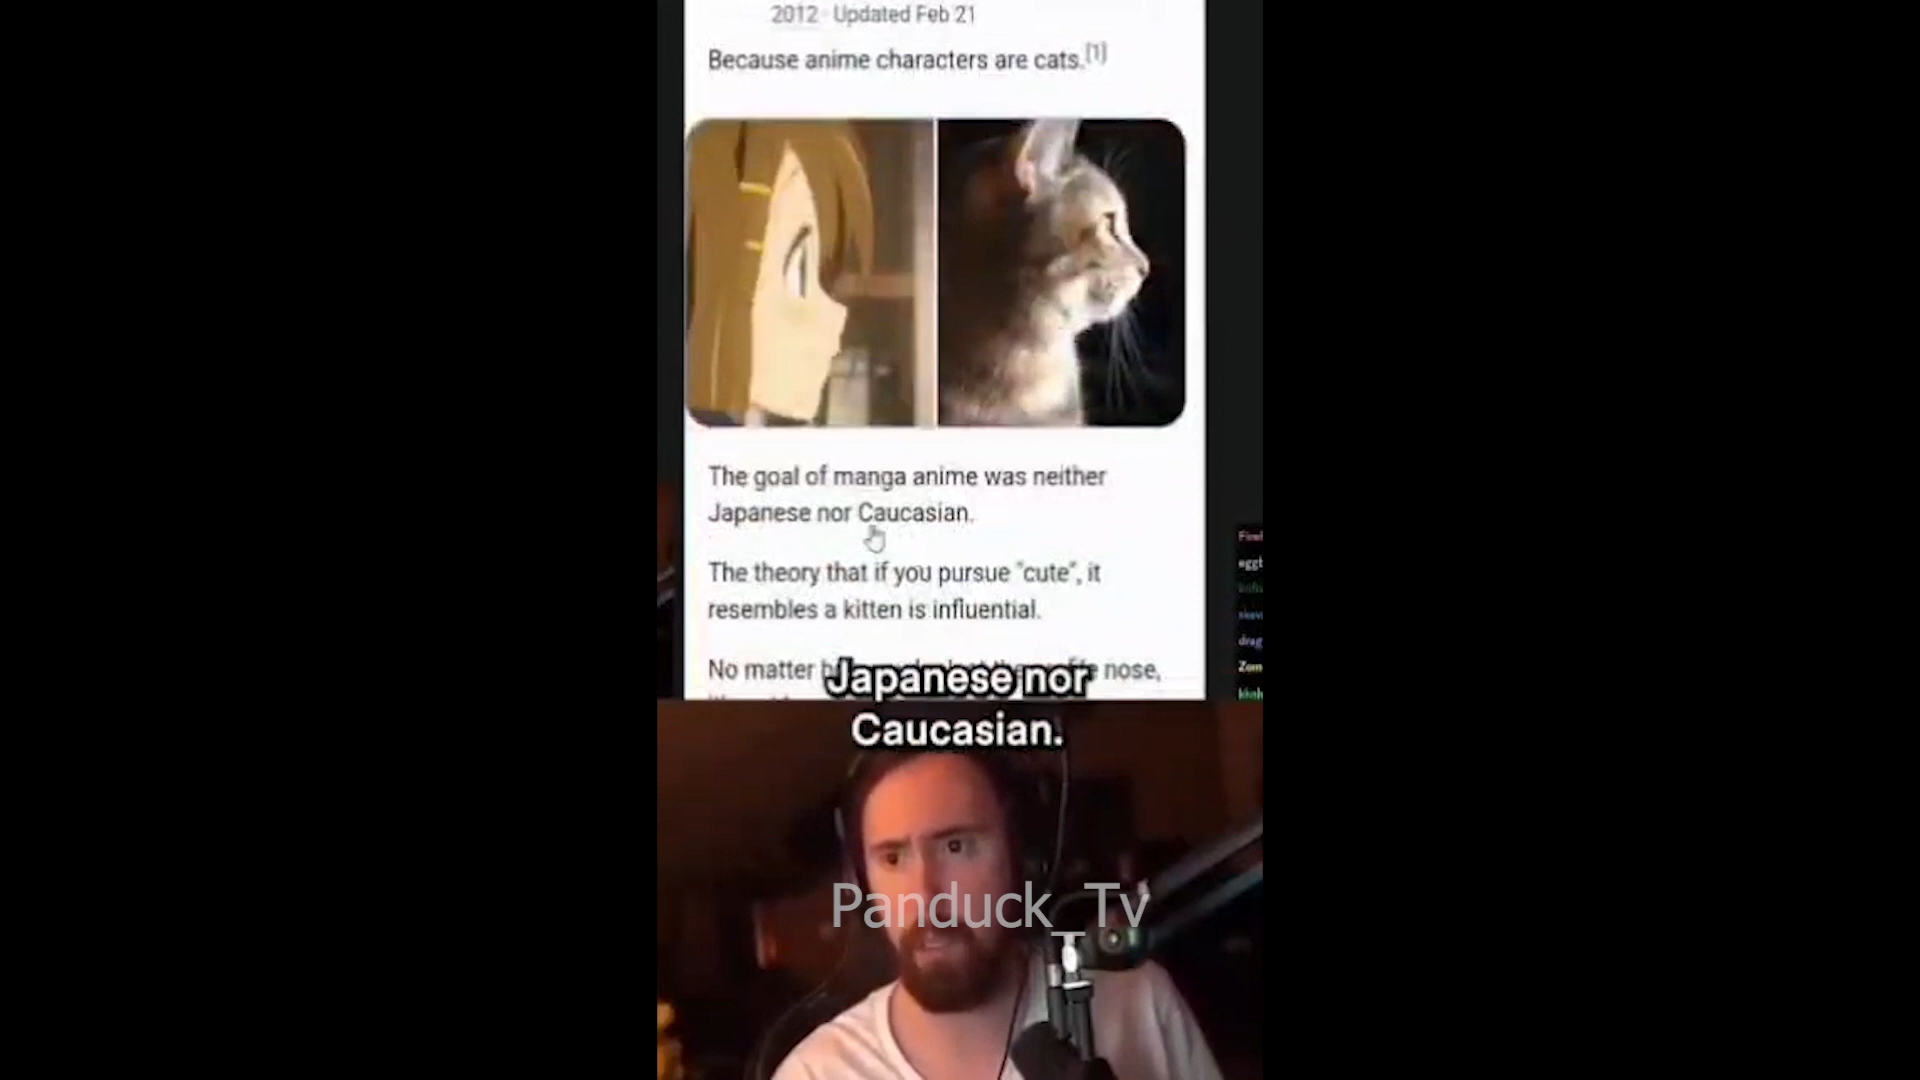 2012 · Updated Feb 21
Because anime characters are cats.[1]
The goal of manga anime was neither
Japanese nor Caucasian.
The theory that if you pursue "cute", it
resembles a kitten is influential.
No matter
nose,
Japanese nor
Caucasian.
Panduck_Tv
Zom